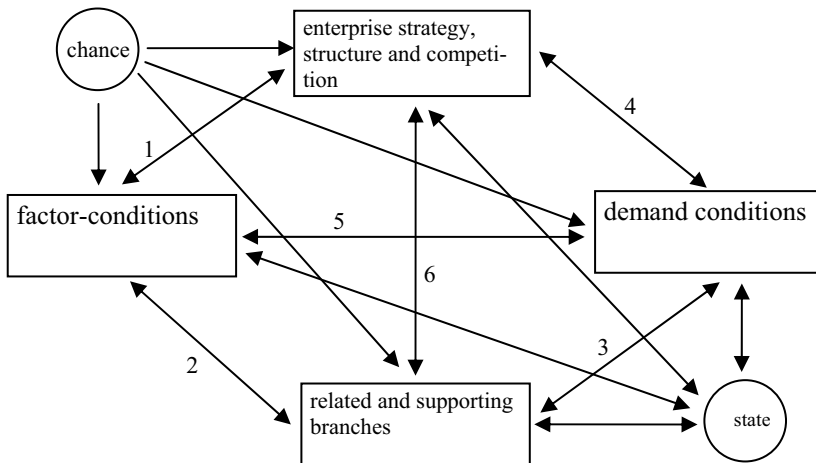 enterprise strategy,
structure and competi-
tion
chance
4
1
factor-conditions
demand conditions
5
6
3
2
related and supporting
branches
state